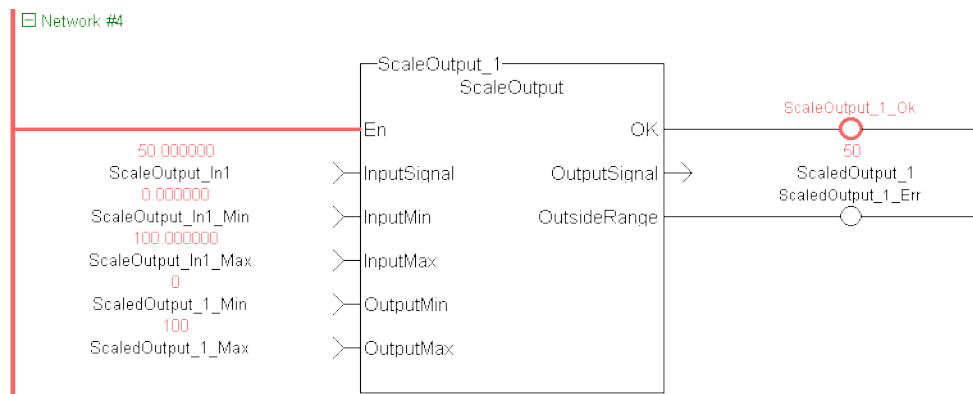 Network #4
ScaleOutput_1
ScaleOutput
ScaleOutput_1_Ok
En
OK
50.000000
50
ScaleOutput_In1
InputSignal
OutputSignal
ScaledOutput_1
0.000000
ScaledOutput_1_Err
ScaleOutput_In1_Min
InputMin
OutsideRange
100.000000
ScaleOutput_In1_Max
InputMax
0
ScaledOutput_1_Min
OutputMin
100
ScaledOutput_1_Max
OutputMax